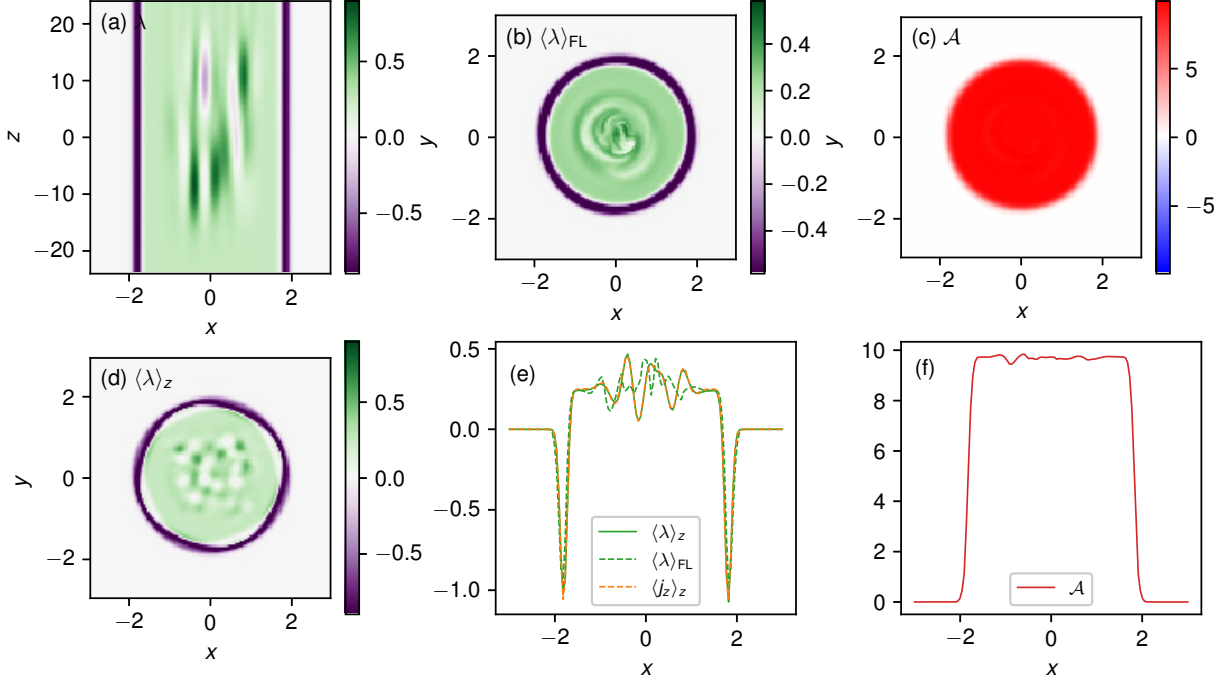 (a) λ
20
10
0
−10
−20
z
−2
0
2
x
0.5
0.0
−0.5
(b) ⟨λ⟩FL
2
0
−2
y
−2
0
2
x
0.4
0.2
0.0
−0.2
−0.4
(c) 𝒜
2
0
−2
y
−2
0
2
x
5
0
−5
(d) ⟨λ⟩z
2
0
−2
y
−2
0
2
x
0.5
0.0
−0.5
(e)
0.5
0.0
−0.5
−1.0
⟨λ⟩z
⟨λ⟩FL
⟨jz⟩z
−2
0
2
x
(f)
10
8
6
4
2
0
𝒜
−2
0
2
x